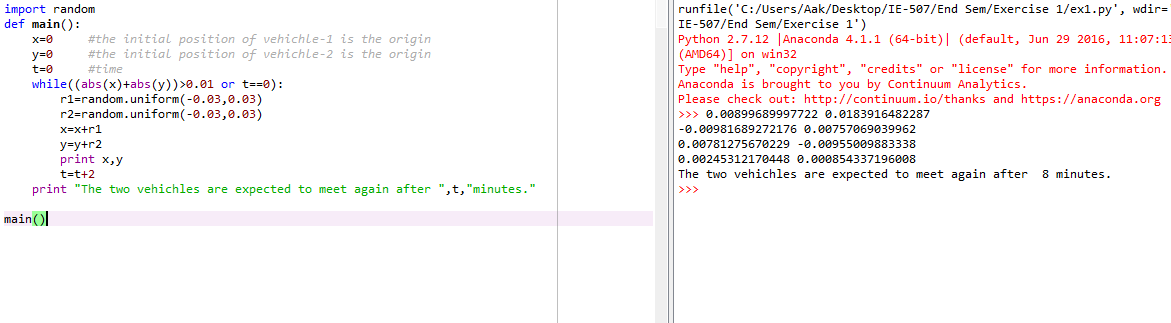 import random
def main():
    x=0     #the initial position of vehichle-1 is the origin
    y=0     #the initial position of vehichle-2 is the origin
    t=0     #time
    while((abs(x)+abs(y))>0.01 or t==0):
        r1=random.uniform(-0.03,0.03)
        r2=random.uniform(-0.03,0.03)
        x=x+r1
        y=y+r2
        print x,y
        t=t+2
    print "The two vehichles are expected to meet again after ",t,"minutes."
main()
runfile('C:/Users/Aak/Desktop/IE-507/End Sem/Exercise 1/ex1.py', wdir=
IE-507/End Sem/Exercise 1')
Python 2.7.12 |Anaconda 4.1.1 (64-bit)| (default, Jun 29 2016, 11:07:13
(AMD64)] on win32
Type "help", "copyright", "credits" or "license" for more information.
Anaconda is brought to you by Continuum Analytics.
Please check out: http://continuum.io/thanks and https://anaconda.org
>>> 0.00899689997722 0.0183916482287
-0.00981689272176 0.00757069039962
0.00781275670229 -0.00955009883338
0.00245312170448 0.000854337196008
The two vehichles are expected to meet again after  8 minutes.
>>>